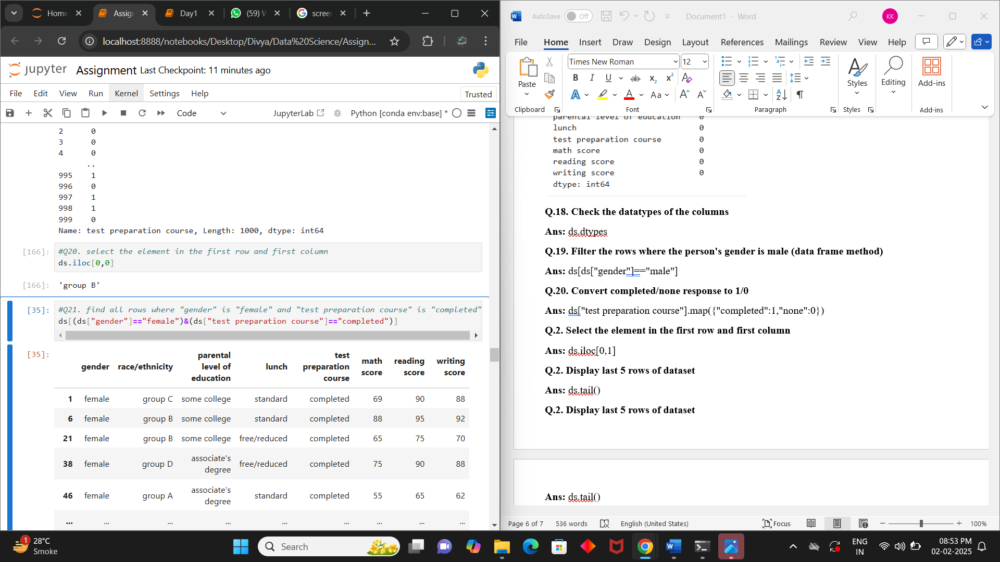 Home
Assig
Day1
(59) W
scree
localhost:8888/notebooks/Desktop/Divya/Data%20Science/Assign...
jupyter Assignment Last Checkpoint: 11 minutes ago
File Edit View Run Kernel Settings Help
Trusted
Code
JupyterLab
Python [conda env:base] *
2 0
3 0
4 0
..
995 1
996 0
997 1
998 1
999 0
Name: test preparation course, Length: 1000, dtype: int64
[166]: #Q20. select the element in the first row and first column
ds.iloc[0,0]
[166]: 'group B'
[35]: #Q21. find all rows where "gender" is "female" and "test preparation course" is "completed"
ds[(ds["gender"]=="female")&(ds["test preparation course"]=="completed")]
[35]:
gender race/ethnicity parental level of education lunch test preparation course math score reading score writing score
1 female group C some college standard completed 69 90 88
6 female group B some college standard completed 88 95 92
21 female group B some college free/reduced completed 65 75 70
38 female group D associate's degree free/reduced completed 75 90 88
46 female group A associate's degree standard completed 55 65 62
... ... ... ... ... ... ... ... ...
AutoSave Off
Document1 - Word
KK
File Home Insert Draw Design Layout References Mailings Review View Help
Paste
Clipboard
Times New Roman 12
B I U ab x₂ x² A
A A Aa A A
Font
Paragraph
Styles
Styles
Editing
Add-ins
Add-ins
parental level of education 0
lunch 0
test preparation course 0
math score 0
reading score 0
writing score 0
dtype: int64
Q.18. Check the datatypes of the columns
Ans: ds.dtypes
Q.19. Filter the rows where the person's gender is male (data frame method)
Ans: ds[ds["gender"]=="male"]
Q.20. Convert completed/none response to 1/0
Ans: ds["test preparation course"].map({"completed":1,"none":0})
Q.2. Select the element in the first row and first column
Ans: ds.iloc[0,1]
Q.2. Display last 5 rows of dataset
Ans: ds.tail()
Q.2. Display last 5 rows of dataset
Ans: ds.tail()
Page 6 of 7 536 words English (United States) Focus 100%
1
28°C
Smoke
Search
ENG
IN
08:53 PM
02-02-2025